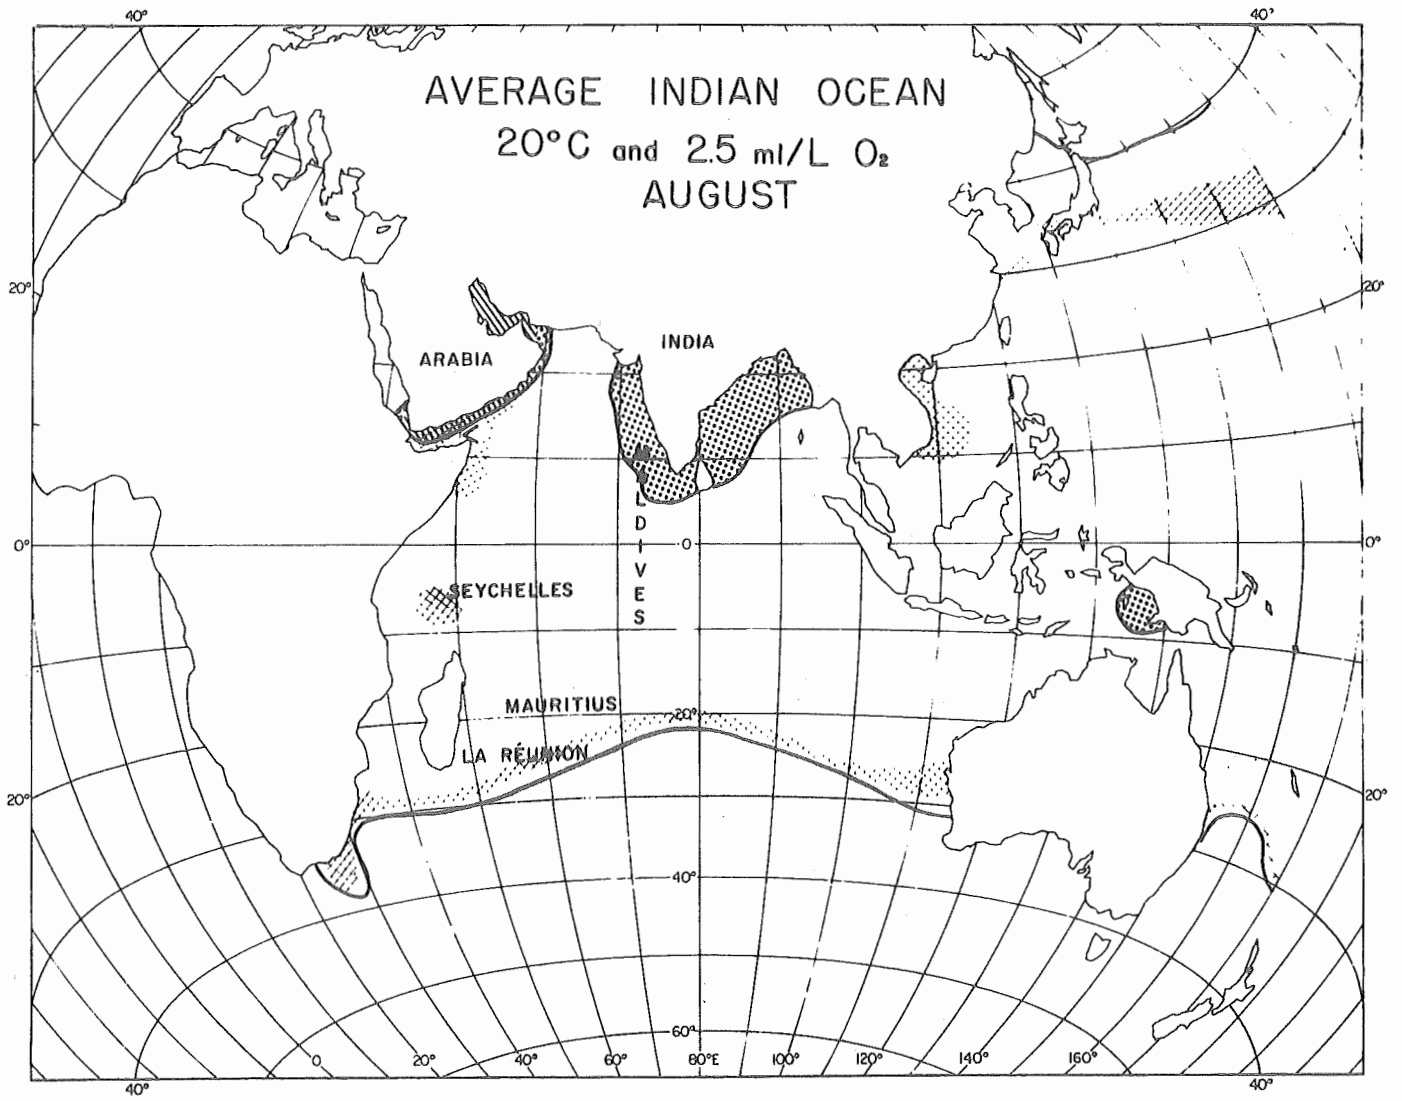 40° 40°
AVERAGE INDIAN OCEAN
20°C and 2.5 ml/L O₂
AUGUST
20° 20°
ARABIA
INDIA
L
D
I
V
E
S
0° 0 0°
SEYCHELLES
MAURITIUS
20°
LA RÉUNION
20° 20°
40°
60°
0 20° 40° 60° 80°E 100° 120° 140° 160°
40° 40°